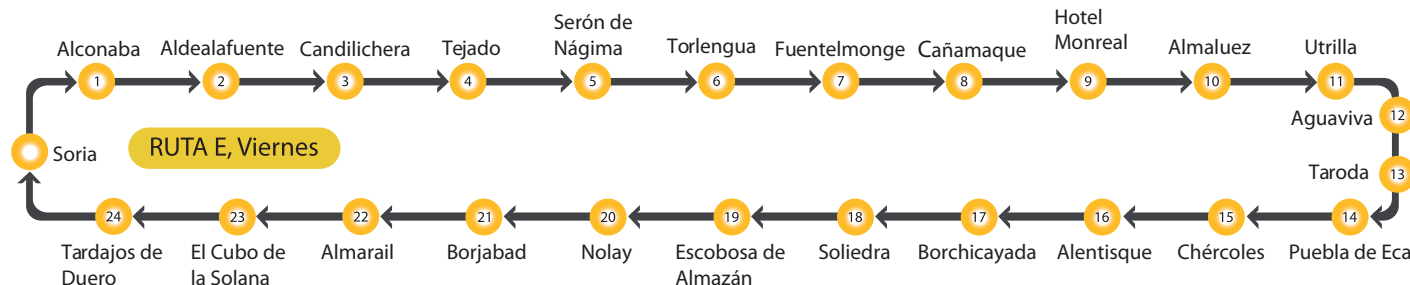 Alconaba
1
Aldealafuente
2
Candilichera
3
Tejado
4
Serón de
Nágima
5
Torlengua
6
Fuentelmonge
7
Cañamaque
8
Hotel
Monreal
9
Almaluez
10
Utrilla
11
Aguaviva
12
Taroda
13
Soria
RUTA E, Viernes
14
Puebla de Eca
15
Chércoles
16
Alentisque
17
Borchicayada
18
Soliedra
19
Escobosa de
Almazán
20
Nolay
21
Borjabad
22
Almarail
23
El Cubo de
la Solana
24
Tardajos de
Duero